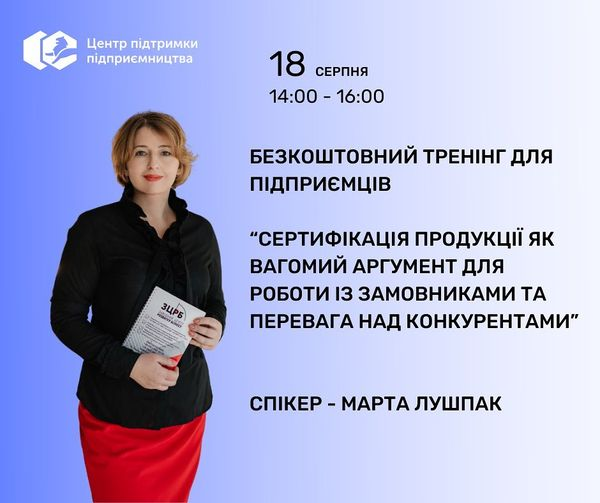 Центр підтримки
підприємництва
18 СЕРПНЯ
14:00 - 16:00
БЕЗКОШТОВНИЙ ТРЕНІНГ ДЛЯ
ПІДПРИЄМЦІВ
“СЕРТИФІКАЦІЯ ПРОДУКЦІЇ ЯК
ВАГОМИЙ АРГУМЕНТ ДЛЯ
РОБОТИ ІЗ ЗАМОВНИКАМИ ТА
ПЕРЕВАГА НАД КОНКУРЕНТАМИ”
СПІКЕР - МАРТА ЛУШПАК
ЗЦРБ